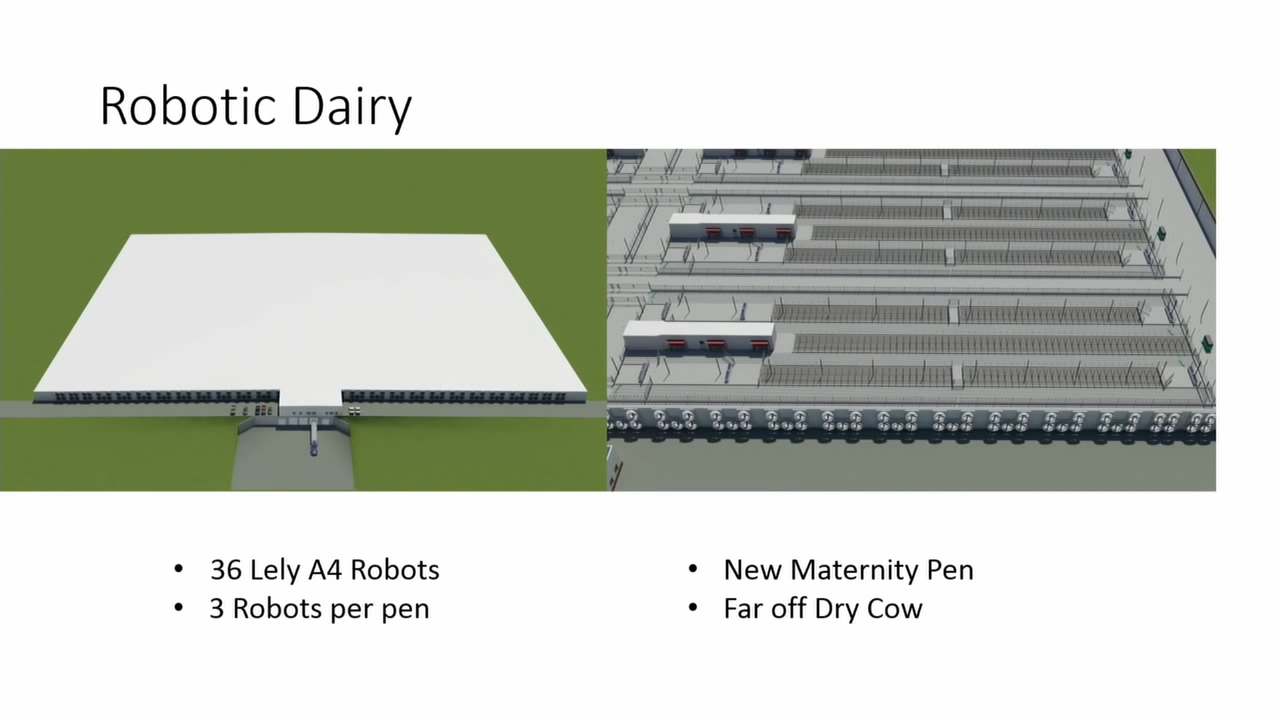 Robotic Dairy
• 36 Lely A4 Robots
• 3 Robots per pen
• New Maternity Pen
• Far off Dry Cow